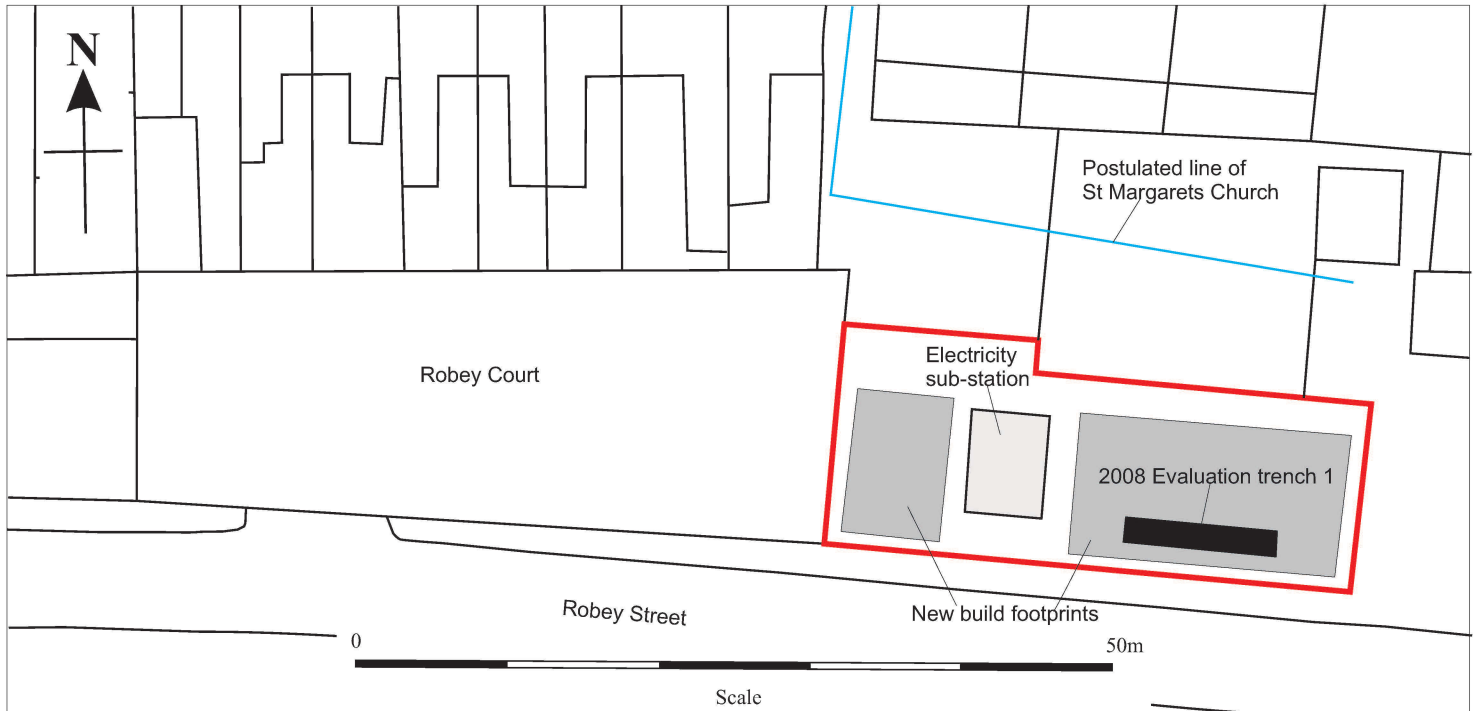 N
Postulated line of
St Margarets Church
Robey Court
Electricity
sub-station
2008 Evaluation trench 1
New build footprints
Robey Street
0
50m
Scale